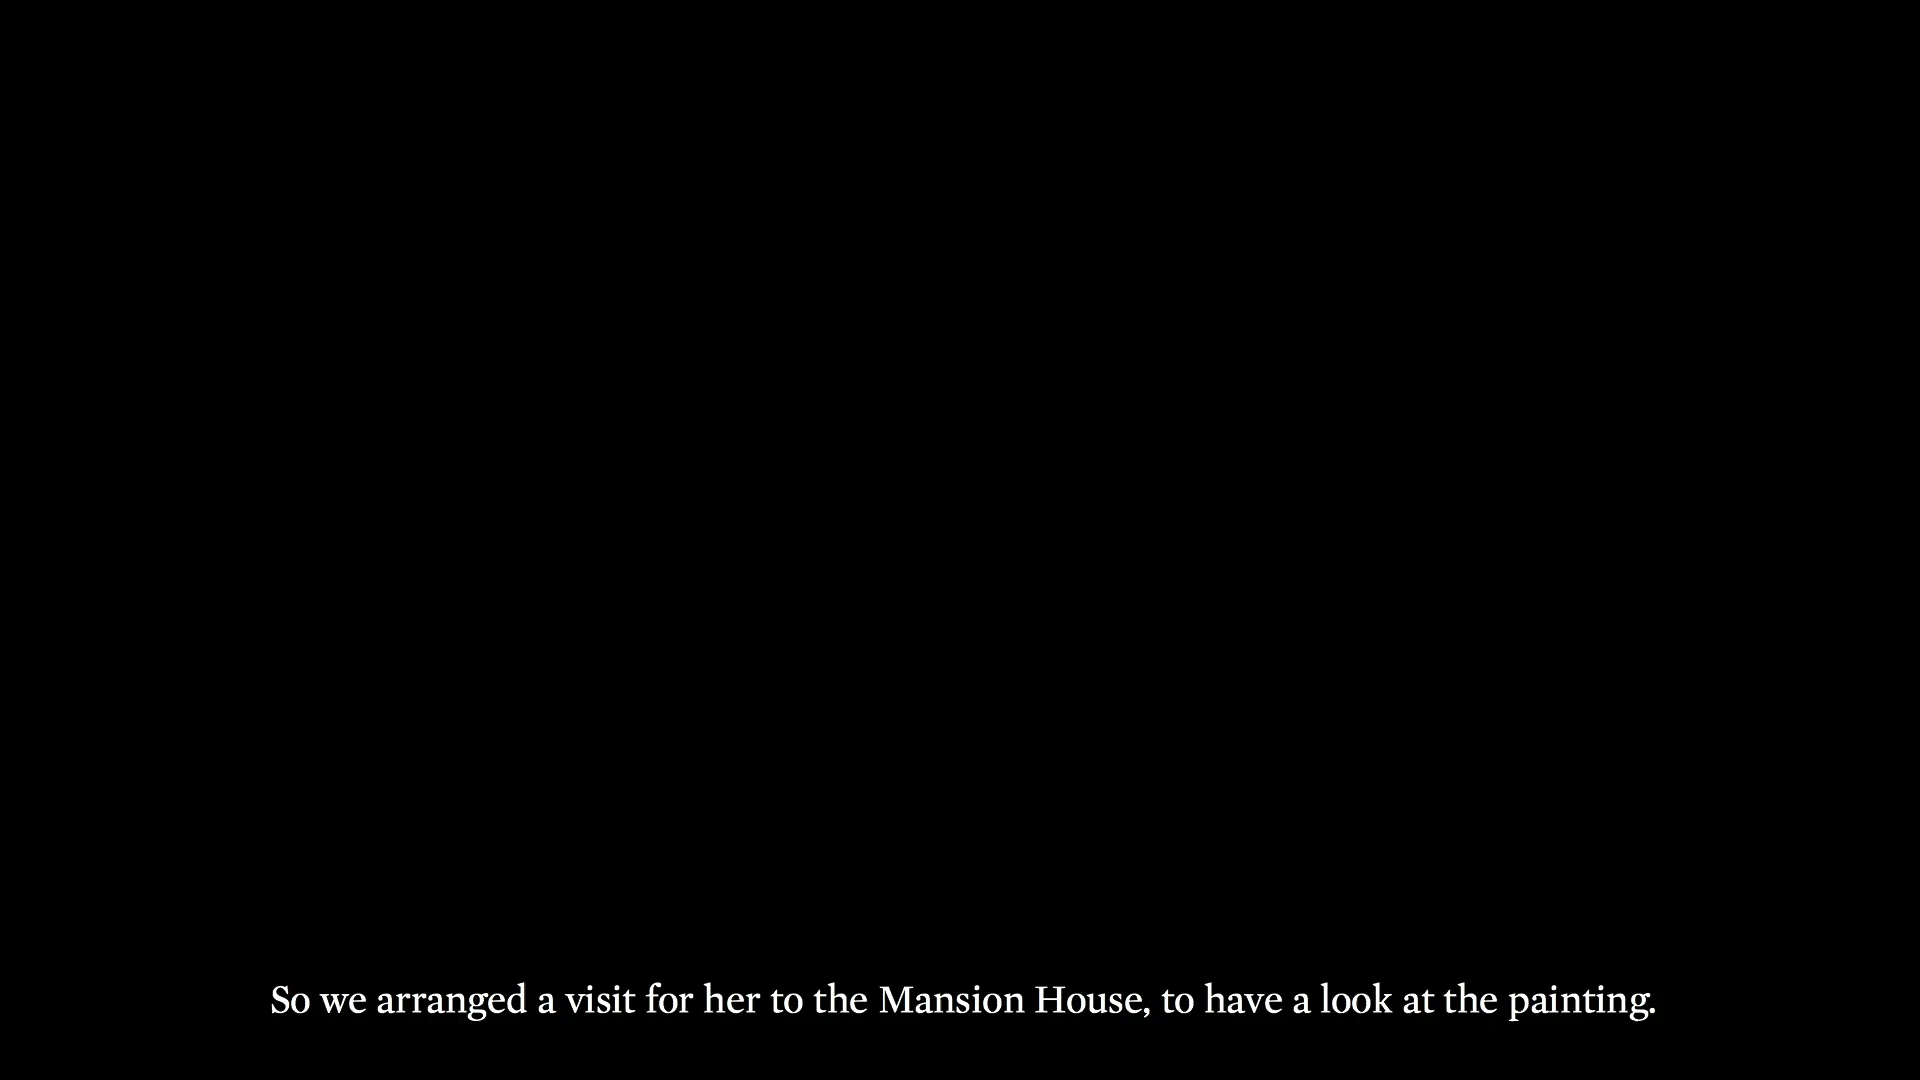 So we arranged a visit for her to the Mansion House, to have a look at the painting.